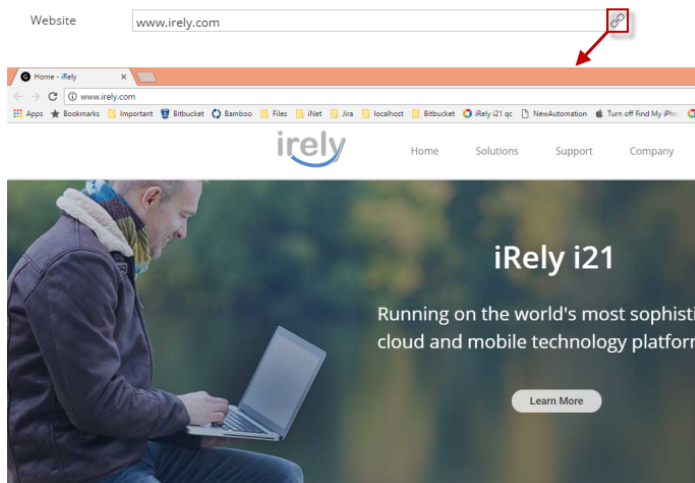 Website www.irely.com
Home - iRely
www.irely.com
Apps Bookmarks Important Bitbucket Bamboo Files iNet Jira localhost Bitbucket iRely i21 qc NewAutomation Turn off Find My iPho
irely Home Solutions Support Company
iRely i21
Running on the world's most sophisti
cloud and mobile technology platform
Learn More